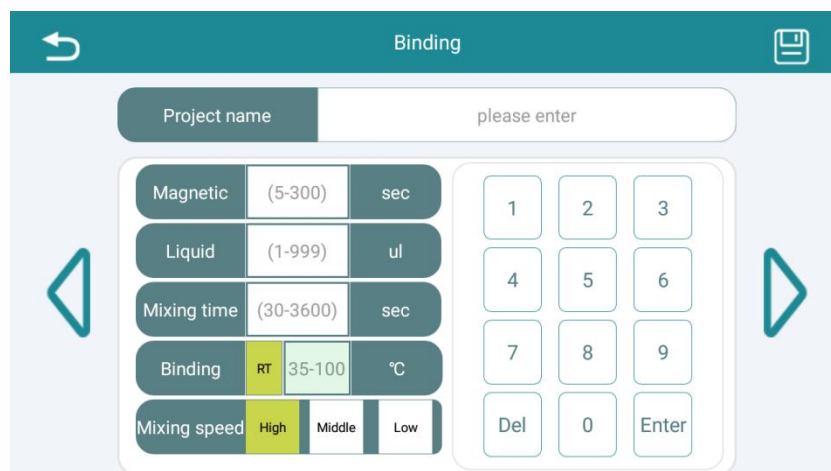 Binding
Project name please enter
Magnetic (5-300) sec
Liquid (1-999) ul
Mixing time (30-3600) sec
Binding RT 35-100 ℃
Mixing speed High Middle Low
1 2 3
4 5 6
7 8 9
Del 0 Enter